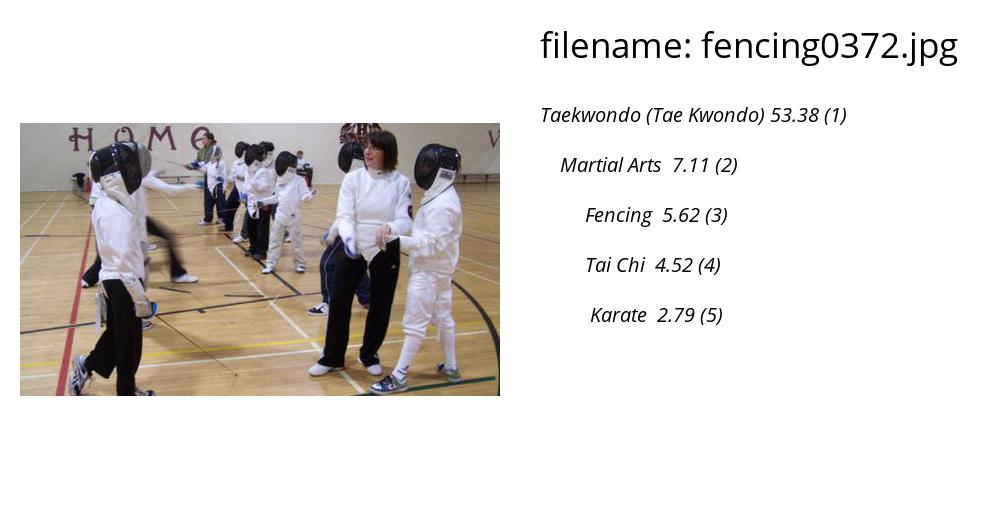 filename: fencing0372.jpg
HOMO
Taekwondo (Tae Kwondo) 53.38 (1)
Martial Arts 7.11 (2)
Fencing 5.62 (3)
Tai Chi 4.52 (4)
Karate 2.79 (5)